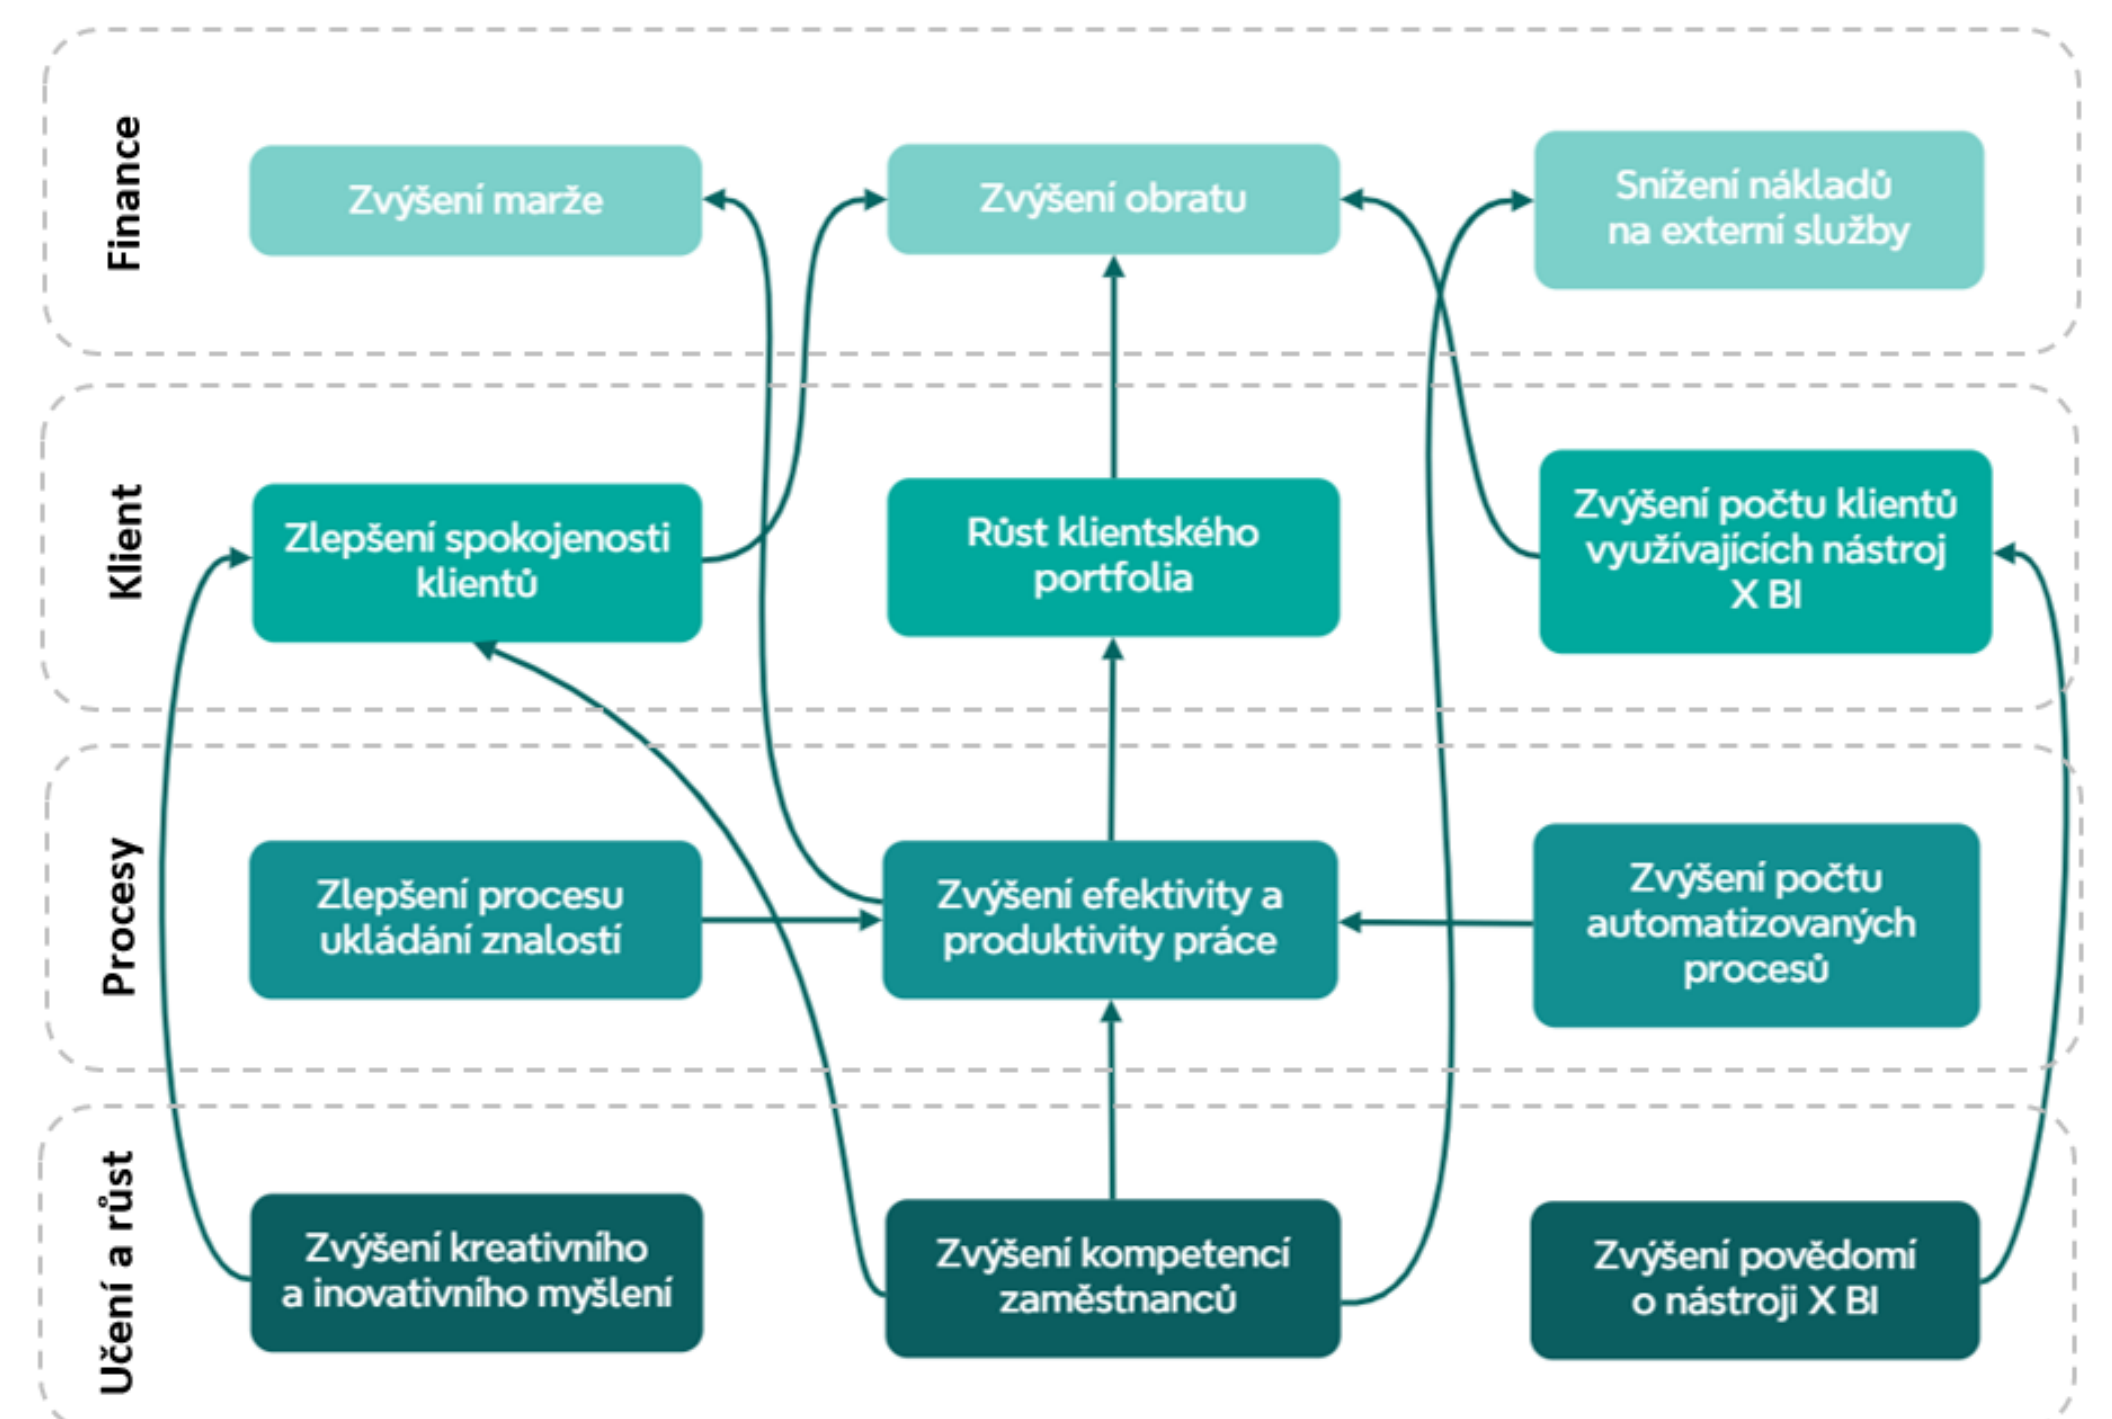 Finance
Zvýšení marže
Zvýšení obratu
Snížení nákladů
na externí služby
Klient
Zlepšení spokojenosti
klientů
Růst klientského
portfolia
Zvýšení počtu klientů
využívajících nástroj
X BI
Procesy
Zlepšení procesu
ukládání znalostí
Zvýšení efektivity a
produktivity práce
Zvýšení počtu
automatizovaných
procesů
Učení a růst
Zvýšení kreativního
a inovativního myšlení
Zvýšení kompetencí
zaměstnanců
Zvýšení povědomí
o nástroji X BI